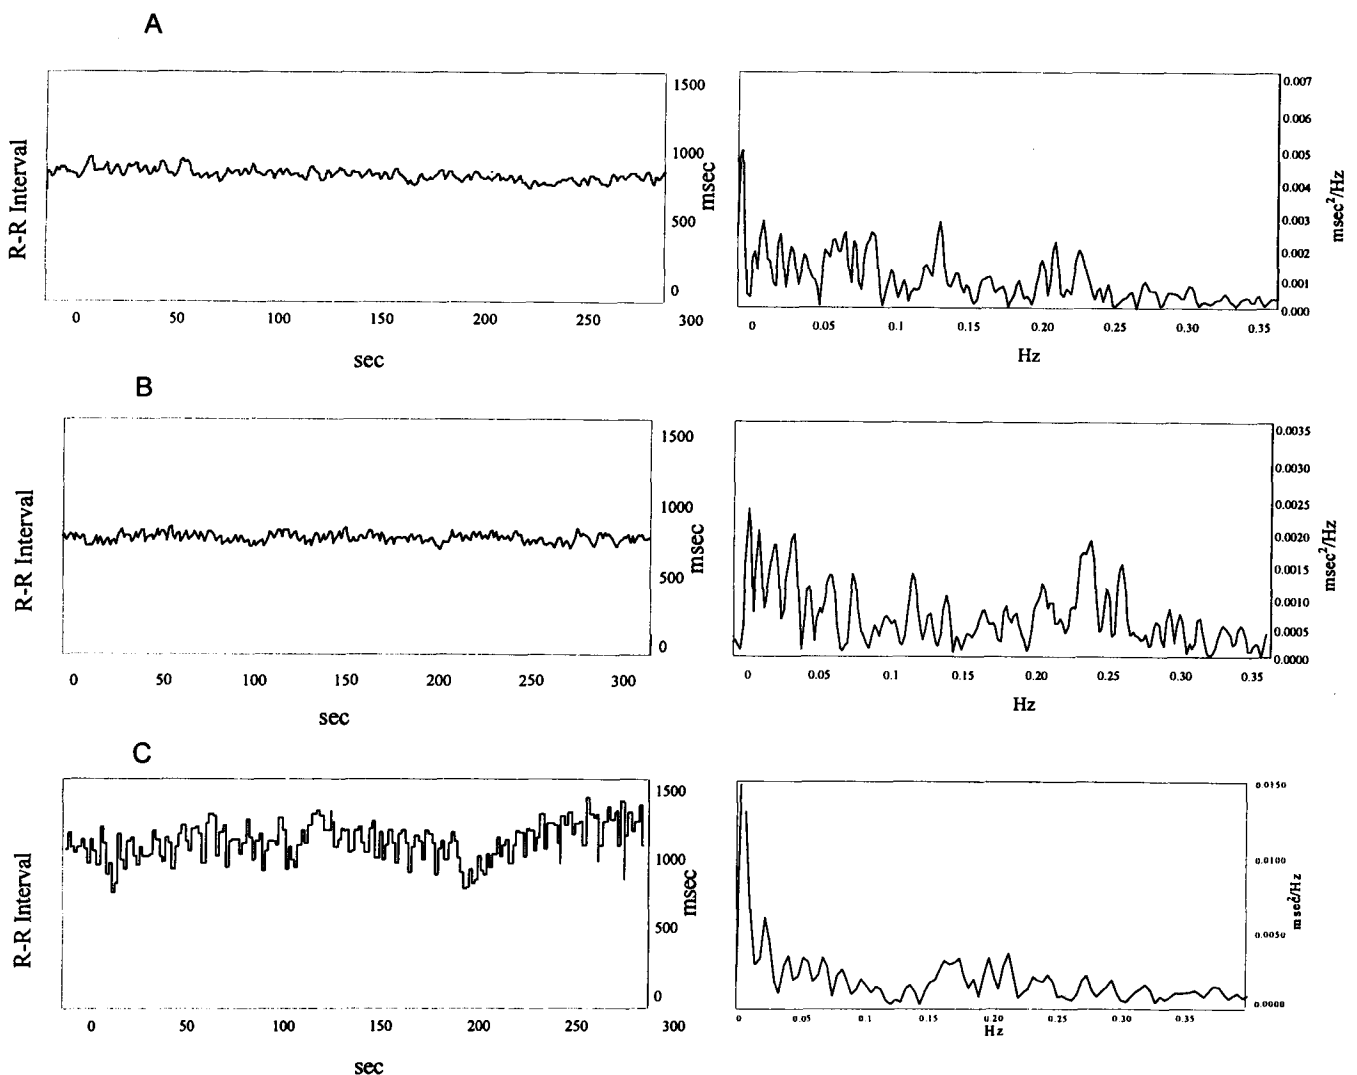 A
R-R Interval
1500
1000
500
0
msec
0 50 100 150 200 250 300
sec
0.007
0.006
0.005
0.004
0.003
0.002
0.001
0.000
msec²/Hz
0 0.05 0.1 0.15 0.20 0.25 0.30 0.35
Hz
B
R-R Interval
1500
1000
500
0
msec
0 50 100 150 200 250 300
sec
0.0035
0.0030
0.0025
0.0020
0.0015
0.0010
0.0005
0.0000
msec²/Hz
0 0.05 0.1 0.15 0.20 0.25 0.30 0.35
Hz
C
R-R Interval
1500
1000
500
0
msec
0 50 100 150 200 250 300
sec
0.0150
0.0100
0.0050
0.0000
msec²/Hz
0 0.05 0.1 0.15 0.20 0.25 0.30 0.35
Hz